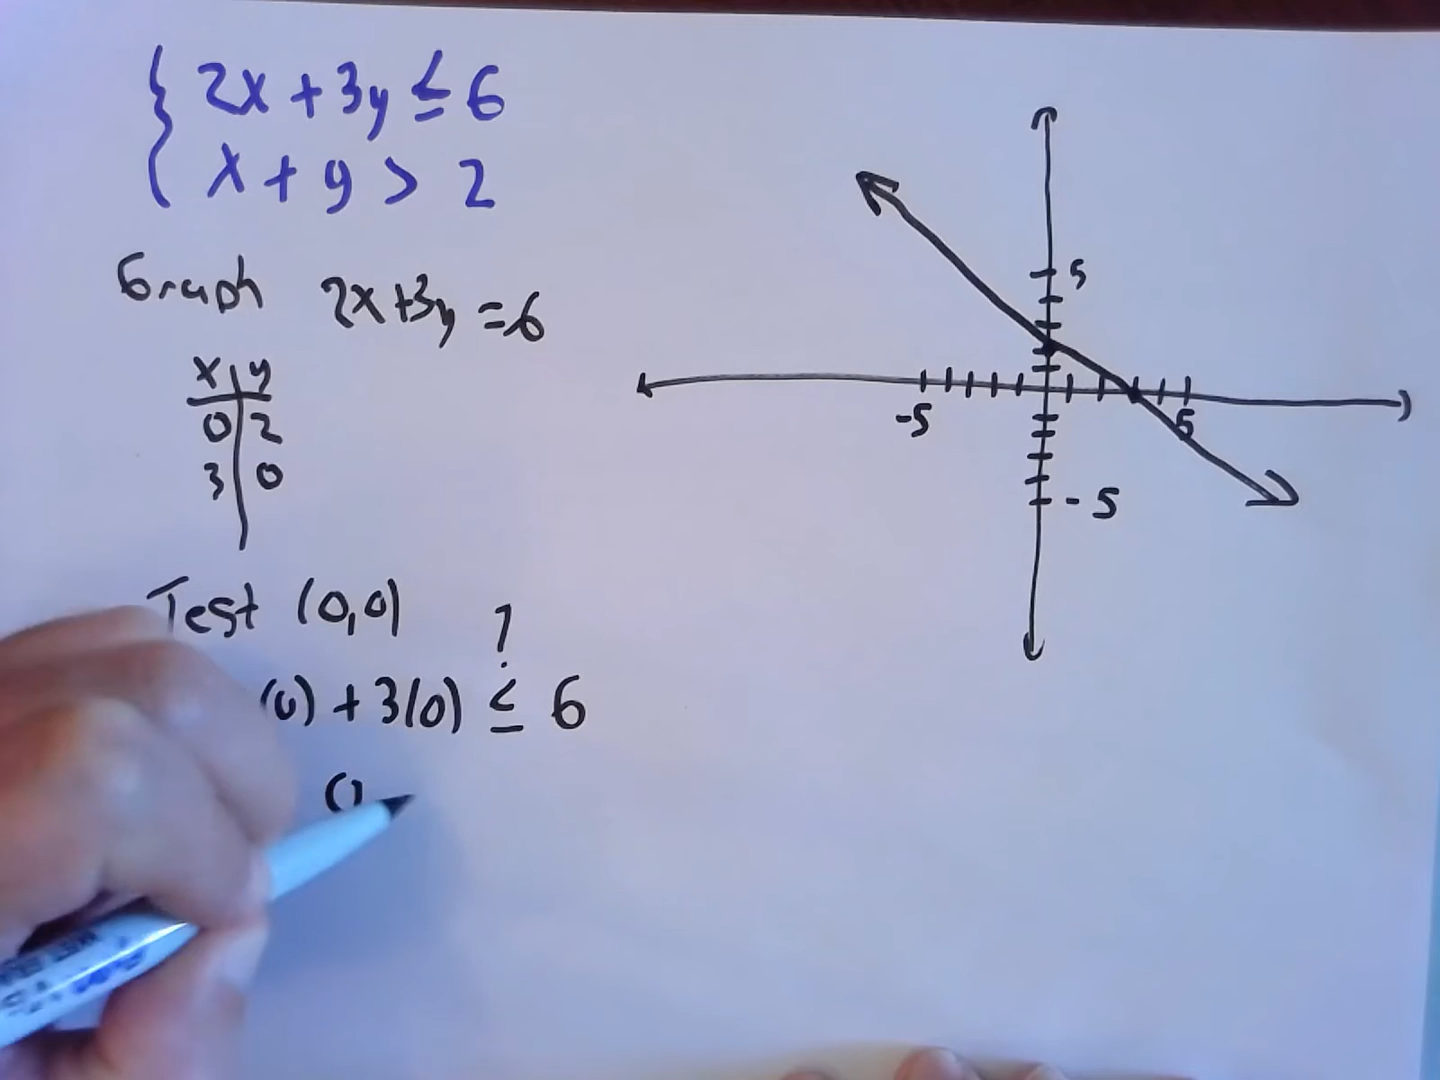 { 2x + 3y ≤ 6
x + y > 2
Graph 2x + 3y = 6
x | y
0 | 2
3 | 0
Test (0,0)
?
(0) + 3(0) ≤ 6
0
5
-5
5
-5